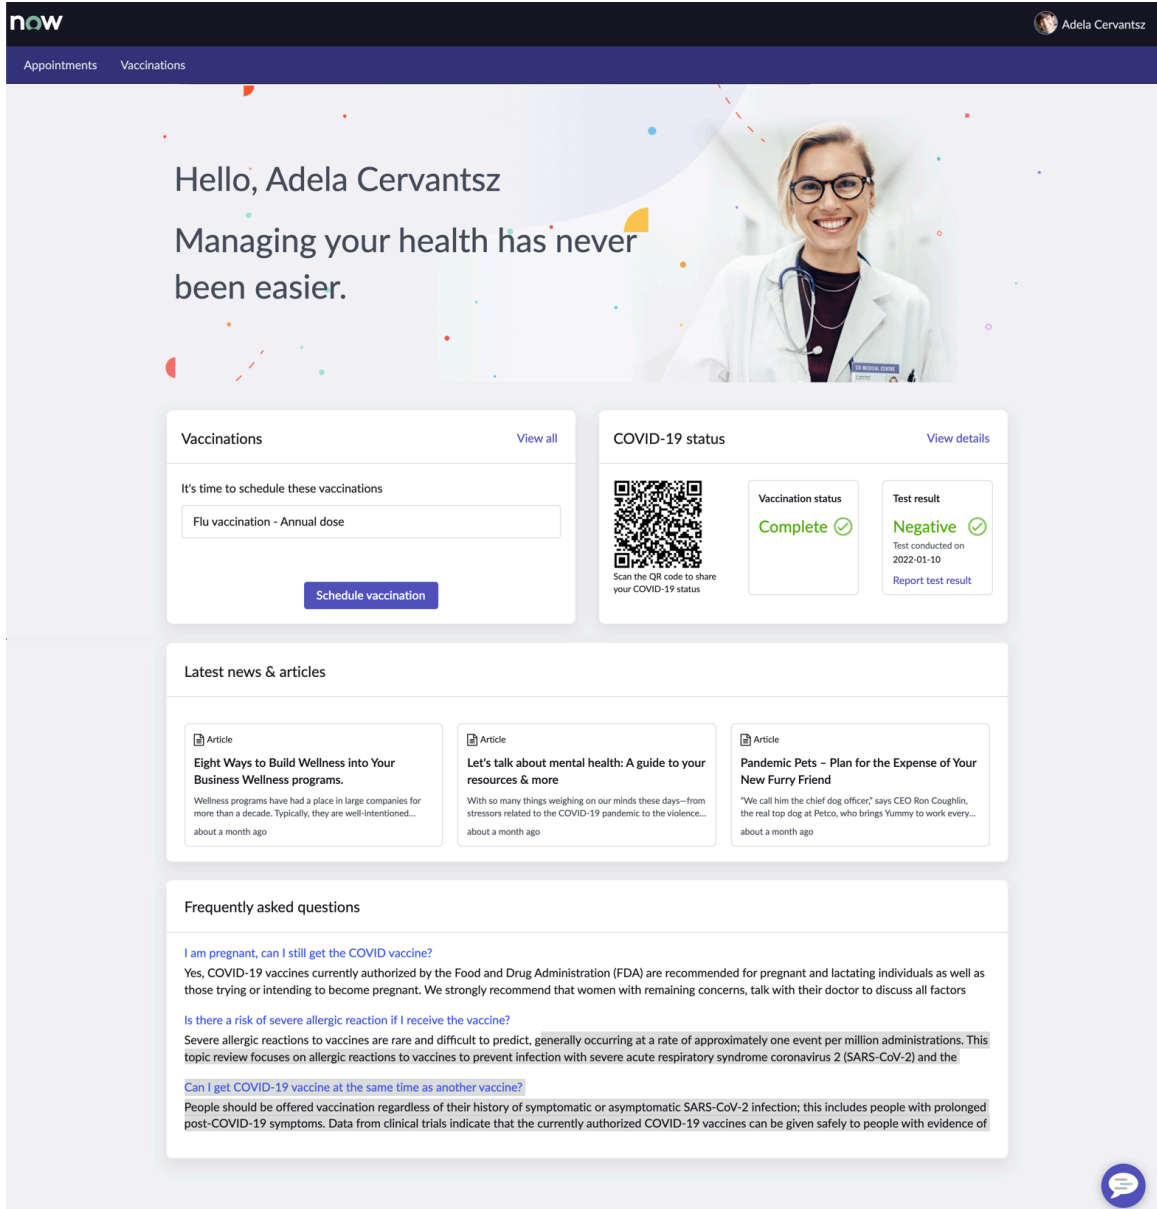 now
Adela Cervantsz
Appointments Vaccinations
Hello, Adela Cervantsz
Managing your health has never
been easier.
CH MEDICAL CENTRE
Vaccinations
View all
It's time to schedule these vaccinations
Flu vaccination - Annual dose
Schedule vaccination
COVID-19 status
View details
Scan the QR code to share
your COVID-19 status
Vaccination status
Complete
Test result
Negative
Test conducted on
2022-01-10
Report test result
Latest news & articles
Article
Eight Ways to Build Wellness into Your
Business Wellness programs.
Wellness programs have had a place in large companies for
more than a decade. Typically, they are well-intentioned...
about a month ago
Article
Let's talk about mental health: A guide to your
resources & more
With so many things weighing on our minds these days—from
stressors related to the COVID-19 pandemic to the violence...
about a month ago
Article
Pandemic Pets – Plan for the Expense of Your
New Furry Friend
“We call him the chief dog officer,” says CEO Ron Coughlin,
the real top dog at Petco, who brings Yummy to work every...
about a month ago
Frequently asked questions
I am pregnant, can I still get the COVID vaccine?
Yes, COVID-19 vaccines currently authorized by the Food and Drug Administration (FDA) are recommended for pregnant and lactating individuals as well as
those trying or intending to become pregnant. We strongly recommend that women with remaining concerns, talk with their doctor to discuss all factors
Is there a risk of severe allergic reaction if I receive the vaccine?
Severe allergic reactions to vaccines are rare and difficult to predict, generally occurring at a rate of approximately one event per million administrations. This
topic review focuses on allergic reactions to vaccines to prevent infection with severe acute respiratory syndrome coronavirus 2 (SARS-CoV-2) and the
Can I get COVID-19 vaccine at the same time as another vaccine?
People should be offered vaccination regardless of their history of symptomatic or asymptomatic SARS-CoV-2 infection; this includes people with prolonged
post-COVID-19 symptoms. Data from clinical trials indicate that the currently authorized COVID-19 vaccines can be given safely to people with evidence of